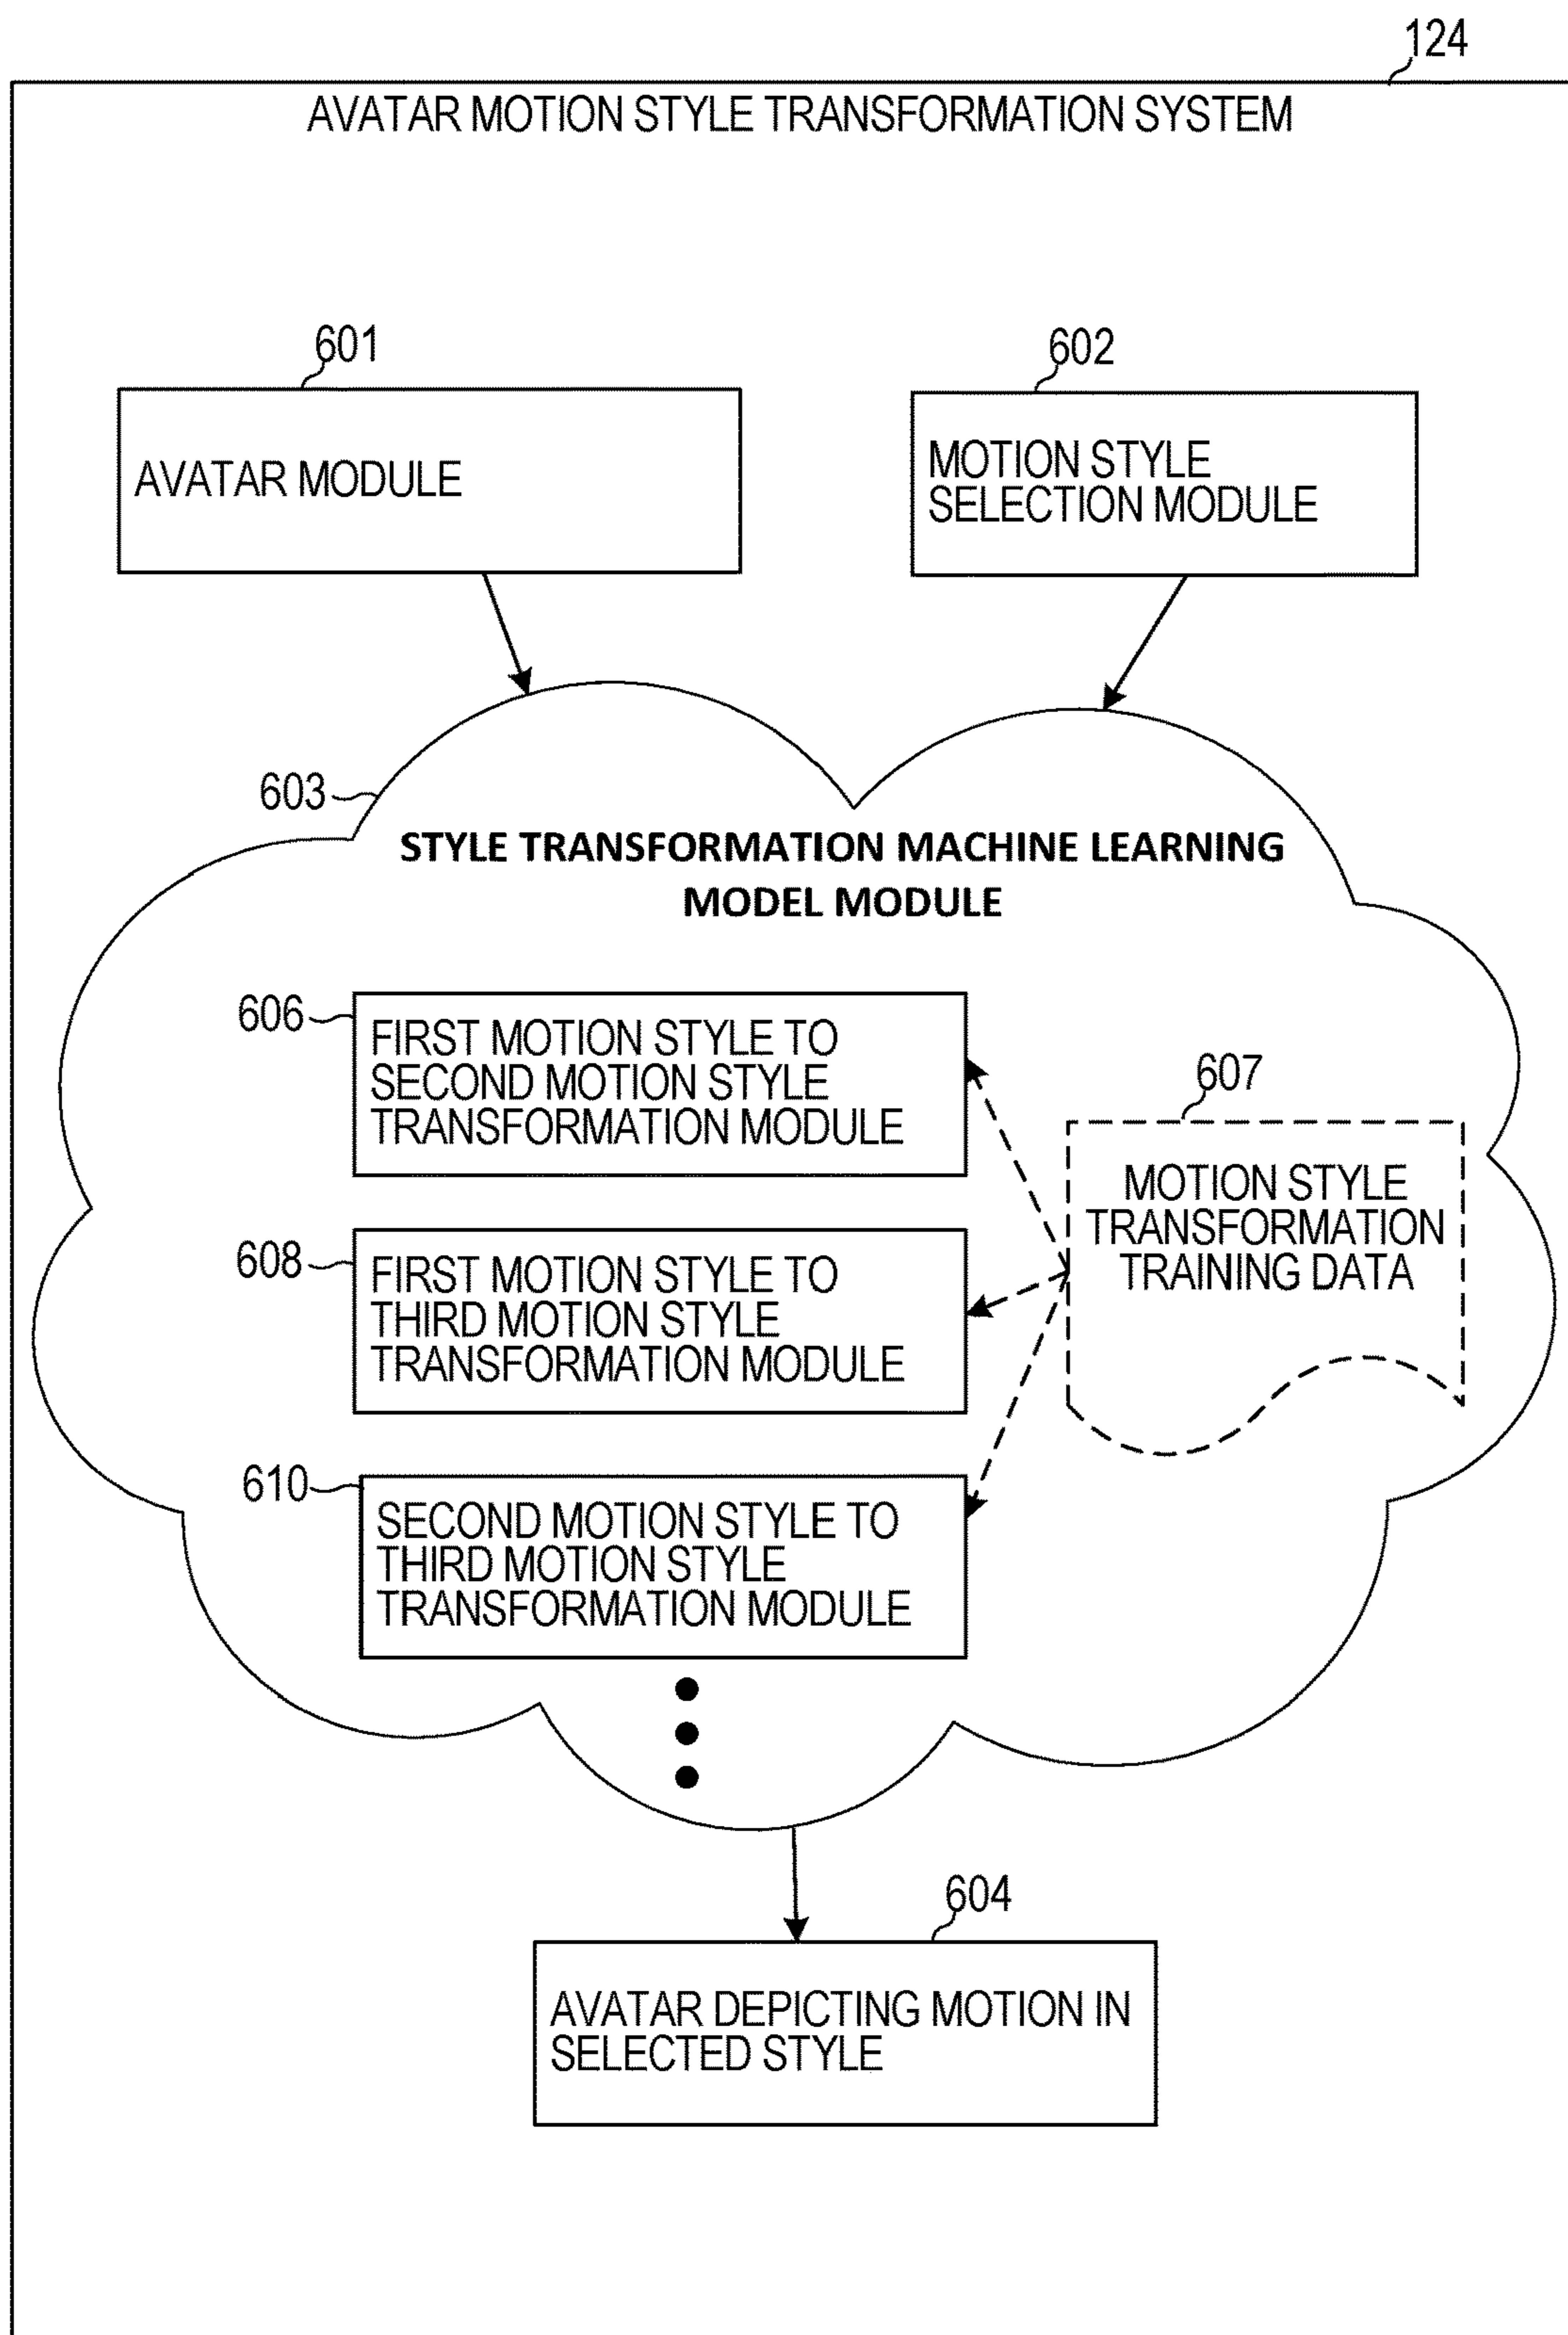 124
AVATAR MOTION STYLE TRANSFORMATION SYSTEM
601
AVATAR MODULE
602
MOTION STYLE
SELECTION MODULE
603
STYLE TRANSFORMATION MACHINE LEARNING
MODEL MODULE
606
FIRST MOTION STYLE TO
SECOND MOTION STYLE
TRANSFORMATION MODULE
607
MOTION STYLE
TRANSFORMATION
TRAINING DATA
608
FIRST MOTION STYLE TO
THIRD MOTION STYLE
TRANSFORMATION MODULE
610
SECOND MOTION STYLE TO
THIRD MOTION STYLE
TRANSFORMATION MODULE
604
AVATAR DEPICTING MOTION IN
SELECTED STYLE